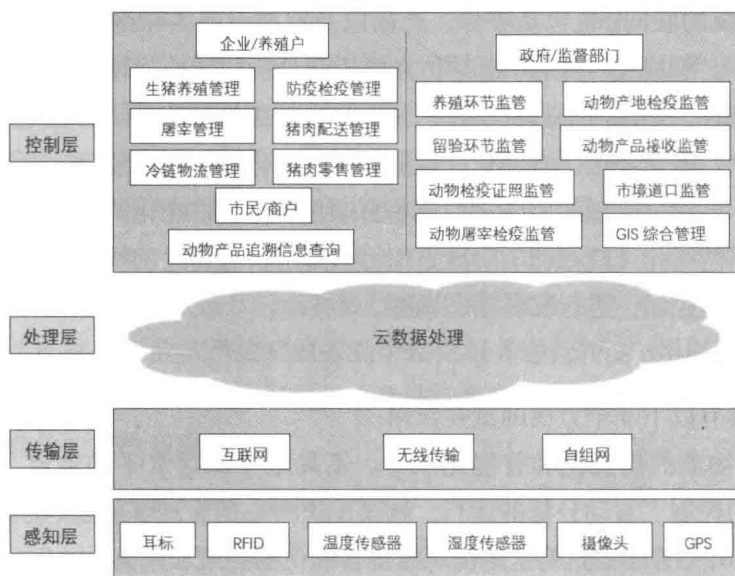 控制层
企业/养殖户
生猪养殖管理 防疫检疫管理
屠宰管理 猪肉配送管理
冷链物流管理 猪肉零售管理
市民/商户
动物产品追溯信息查询
政府/监督部门
养殖环节监管 动物产地检疫监管
留验环节监管 动物产品接收监管
动物检疫证照监管 市境道口监管
动物屠宰检疫监管 GIS 综合管理
处理层
云数据处理
传输层
互联网 无线传输 自组网
感知层
耳标 RFID 温度传感器 湿度传感器 摄像头 GPS